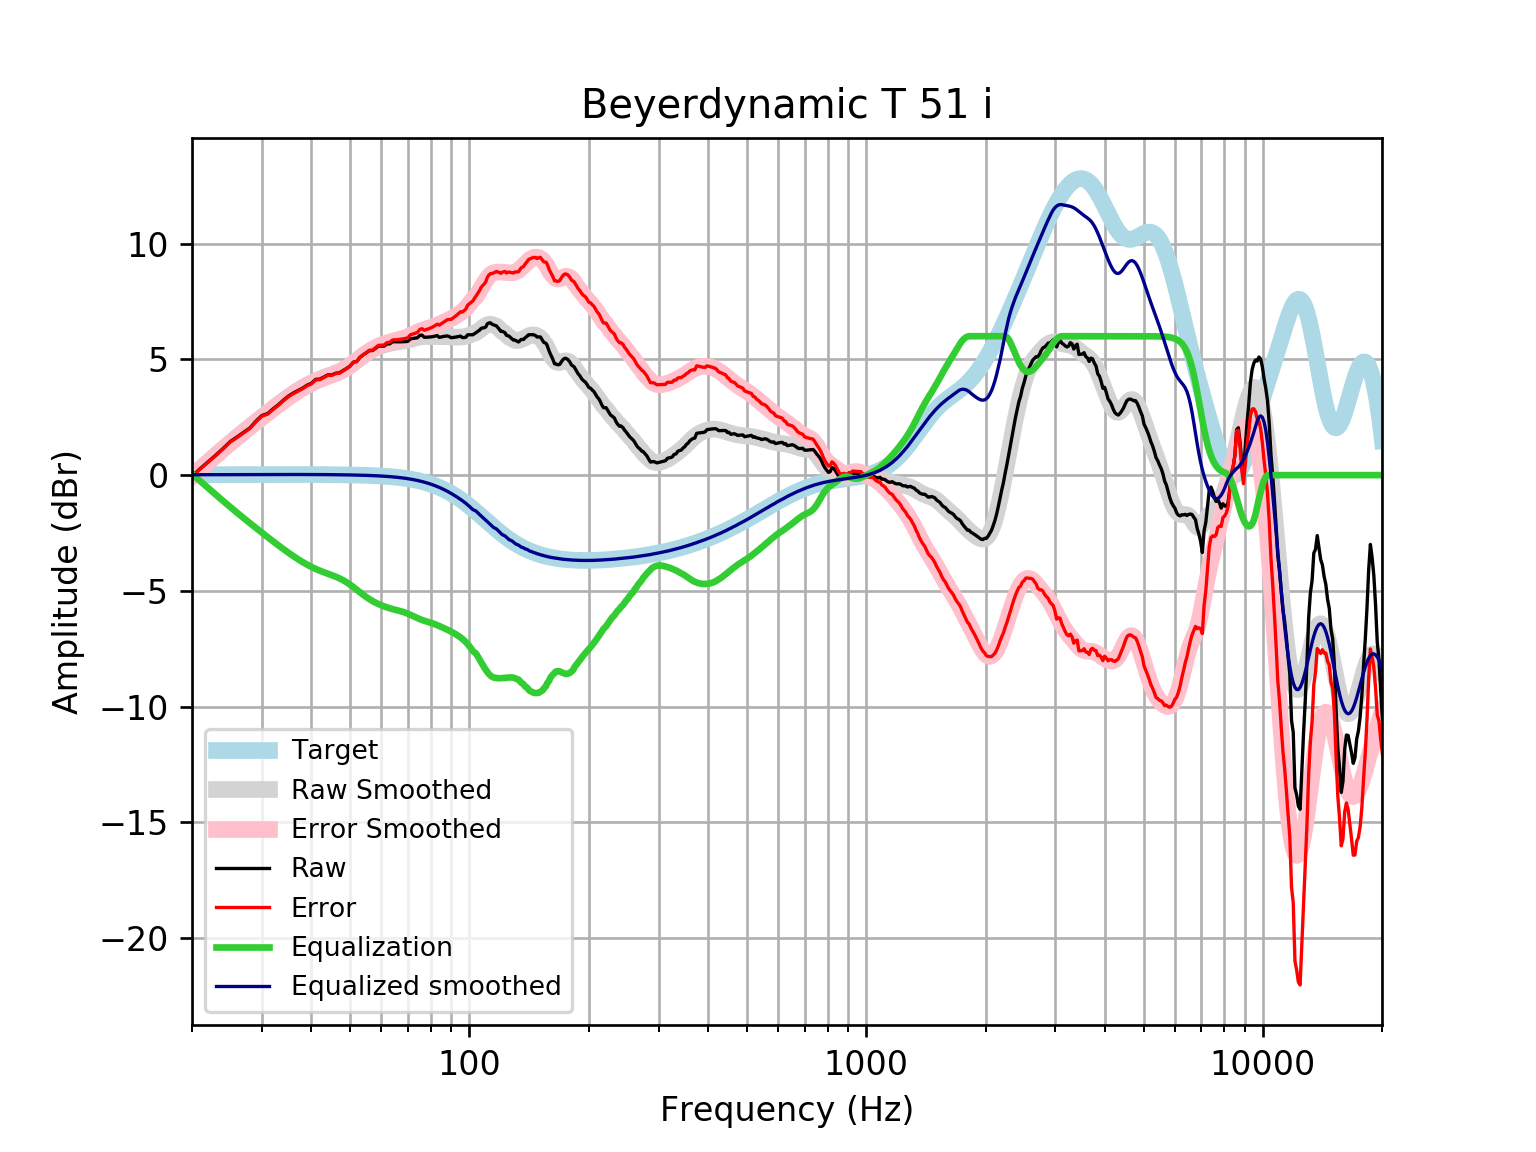 Beyerdynamic T 51 i
Amplitude (dBr)
10
5
0
−5
−10
−15
−20
Target
Raw Smoothed
Error Smoothed
Raw
Error
Equalization
Equalized smoothed
100
1000
10000
Frequency (Hz)